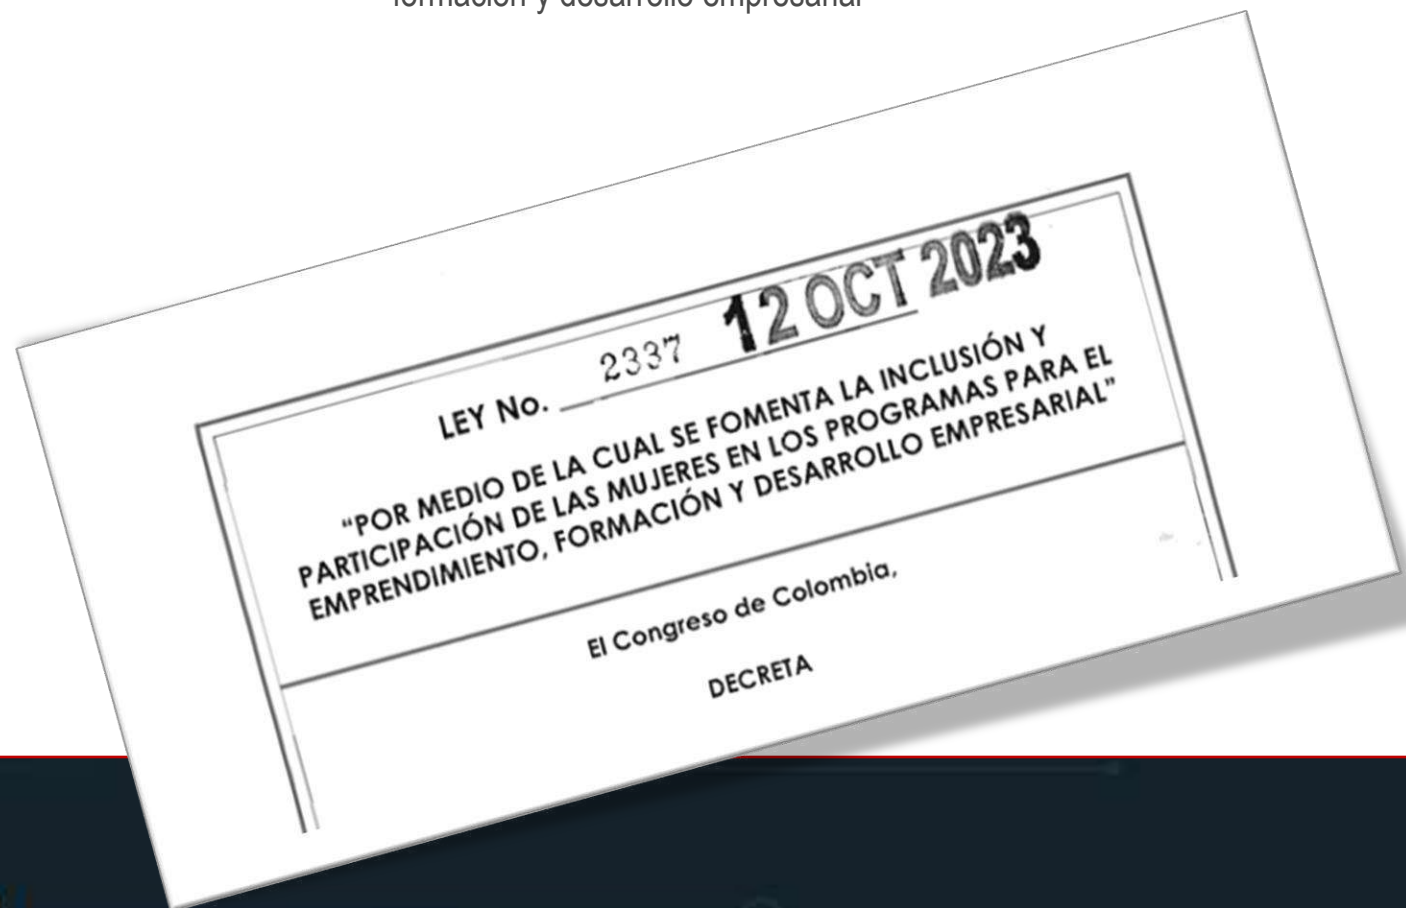 formación y desarrollo empresarial
LEY No. 2337 12 OCT 2023
“POR MEDIO DE LA CUAL SE FOMENTA LA INCLUSIÓN Y
PARTICIPACIÓN DE LAS MUJERES EN LOS PROGRAMAS PARA EL
EMPRENDIMIENTO, FORMACIÓN Y DESARROLLO EMPRESARIAL”
El Congreso de Colombia,
DECRETA